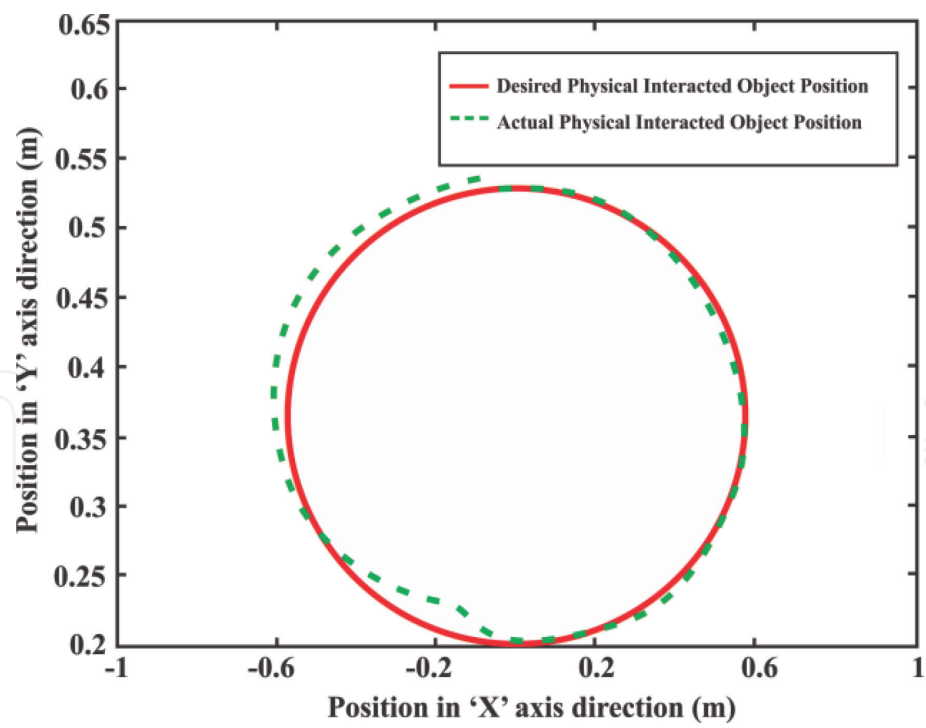 0.65
0.6
0.55
0.5
0.45
0.4
0.35
0.3
0.25
0.2
Position in ‘Y’ axis direction (m)
Desired Physical Interacted Object Position
Actual Physical Interacted Object Position
-1 -0.6 -0.2 0.2 0.6 1
Position in ‘X’ axis direction (m)